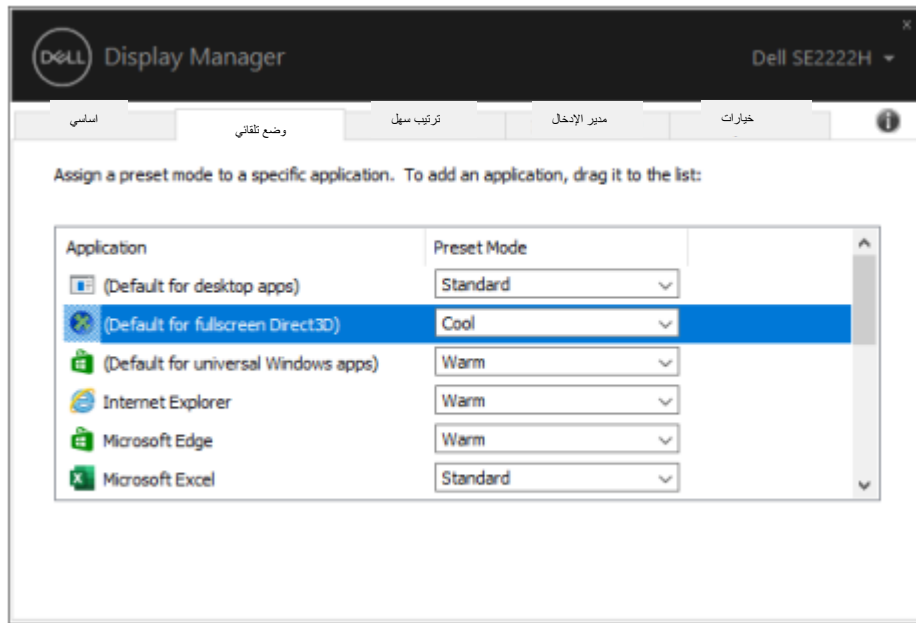 DELL Display Manager
Dell SE2222H
اساسي
وضع تلقائي
ترتيب سهل
مدير الإدخال
خيارات
Assign a preset mode to a specific application. To add an application, drag it to the list:
Application Preset Mode
(Default for desktop apps) Standard
(Default for fullscreen Direct3D) Cool
(Default for universal Windows apps) Warm
Internet Explorer Warm
Microsoft Edge Warm
Microsoft Excel Standard